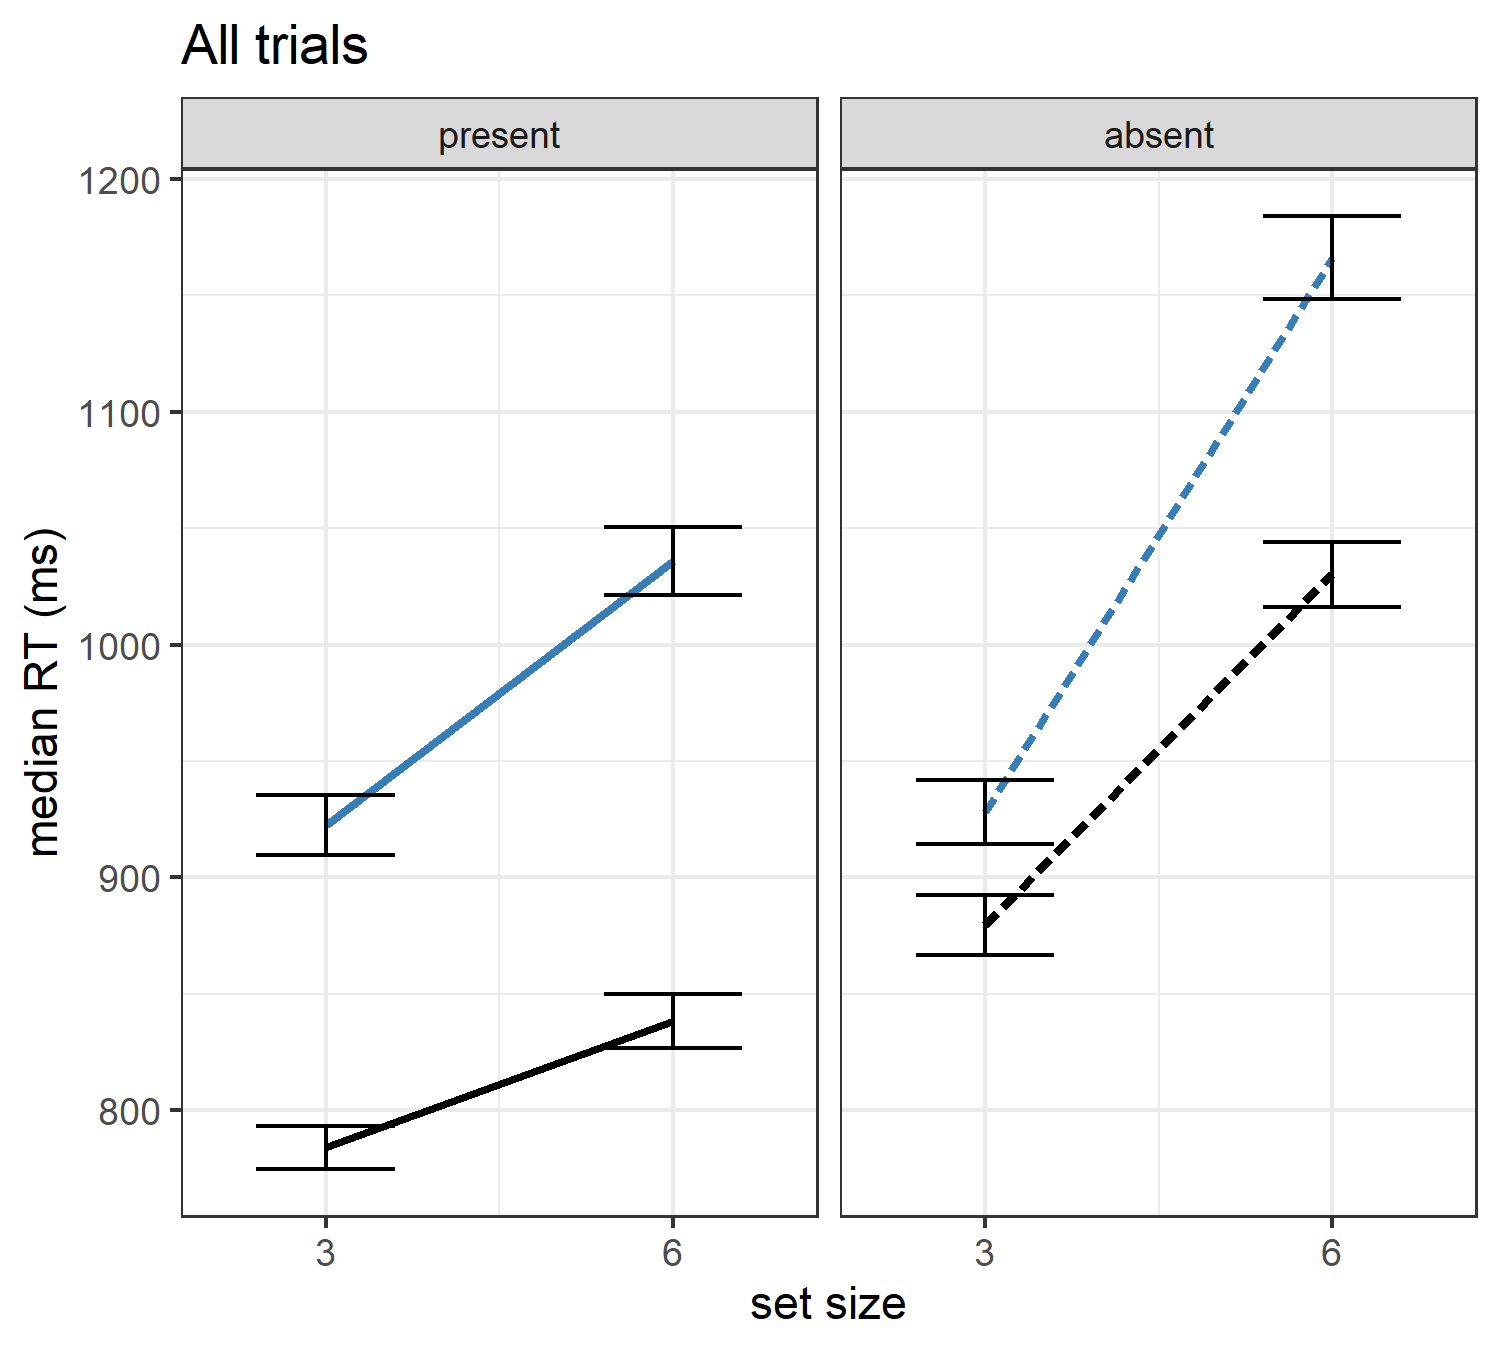 All trials
present
absent
1200
1100
1000
900
800
median RT (ms)
3
6
3
6
set size